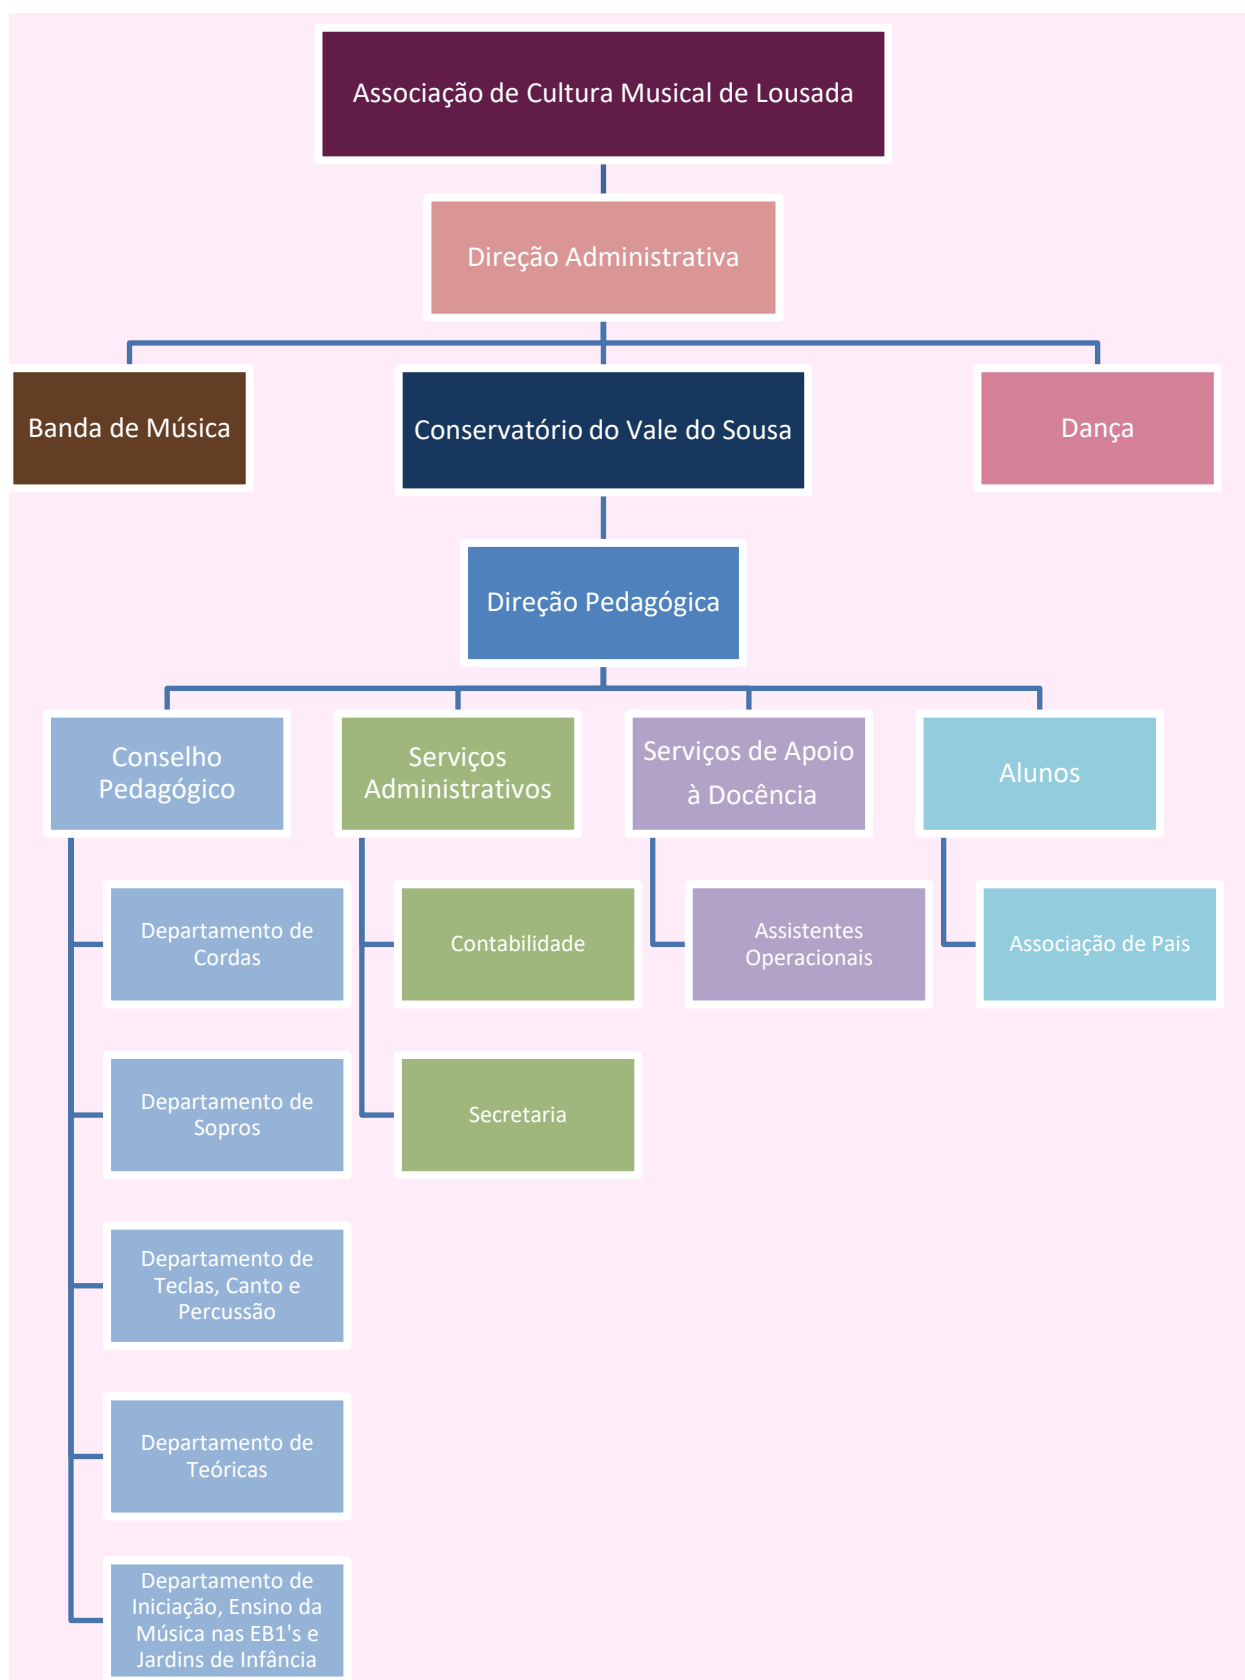 Associação de Cultura Musical de Lousada
Direção Administrativa
Banda de Música
Conservatório do Vale do Sousa
Dança
Direção Pedagógica
Conselho
Pedagógico
Serviços
Administrativos
Serviços de Apoio
à Docência
Alunos
Departamento de
Cordas
Contabilidade
Assistentes
Operacionais
Associação de Pais
Departamento de
Sopros
Secretaria
Departamento de
Teclas, Canto e
Percussão
Departamento de
Teóricas
Departamento de
Iniciação, Ensino da
Música nas EB1's e
Jardins de Infância